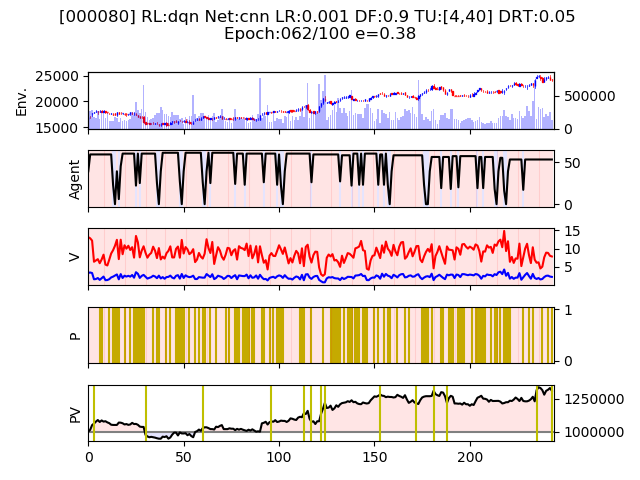 [000080] RL:dqn Net:cnn LR:0.001 DF:0.9 TU:[4,40] DRT:0.05
Epoch:062/100 e=0.38
Env.
25000
20000
15000
500000
0
Agent
50
0
V
15
10
5
P
1
0
PV
1250000
1000000
0 50 100 150 200